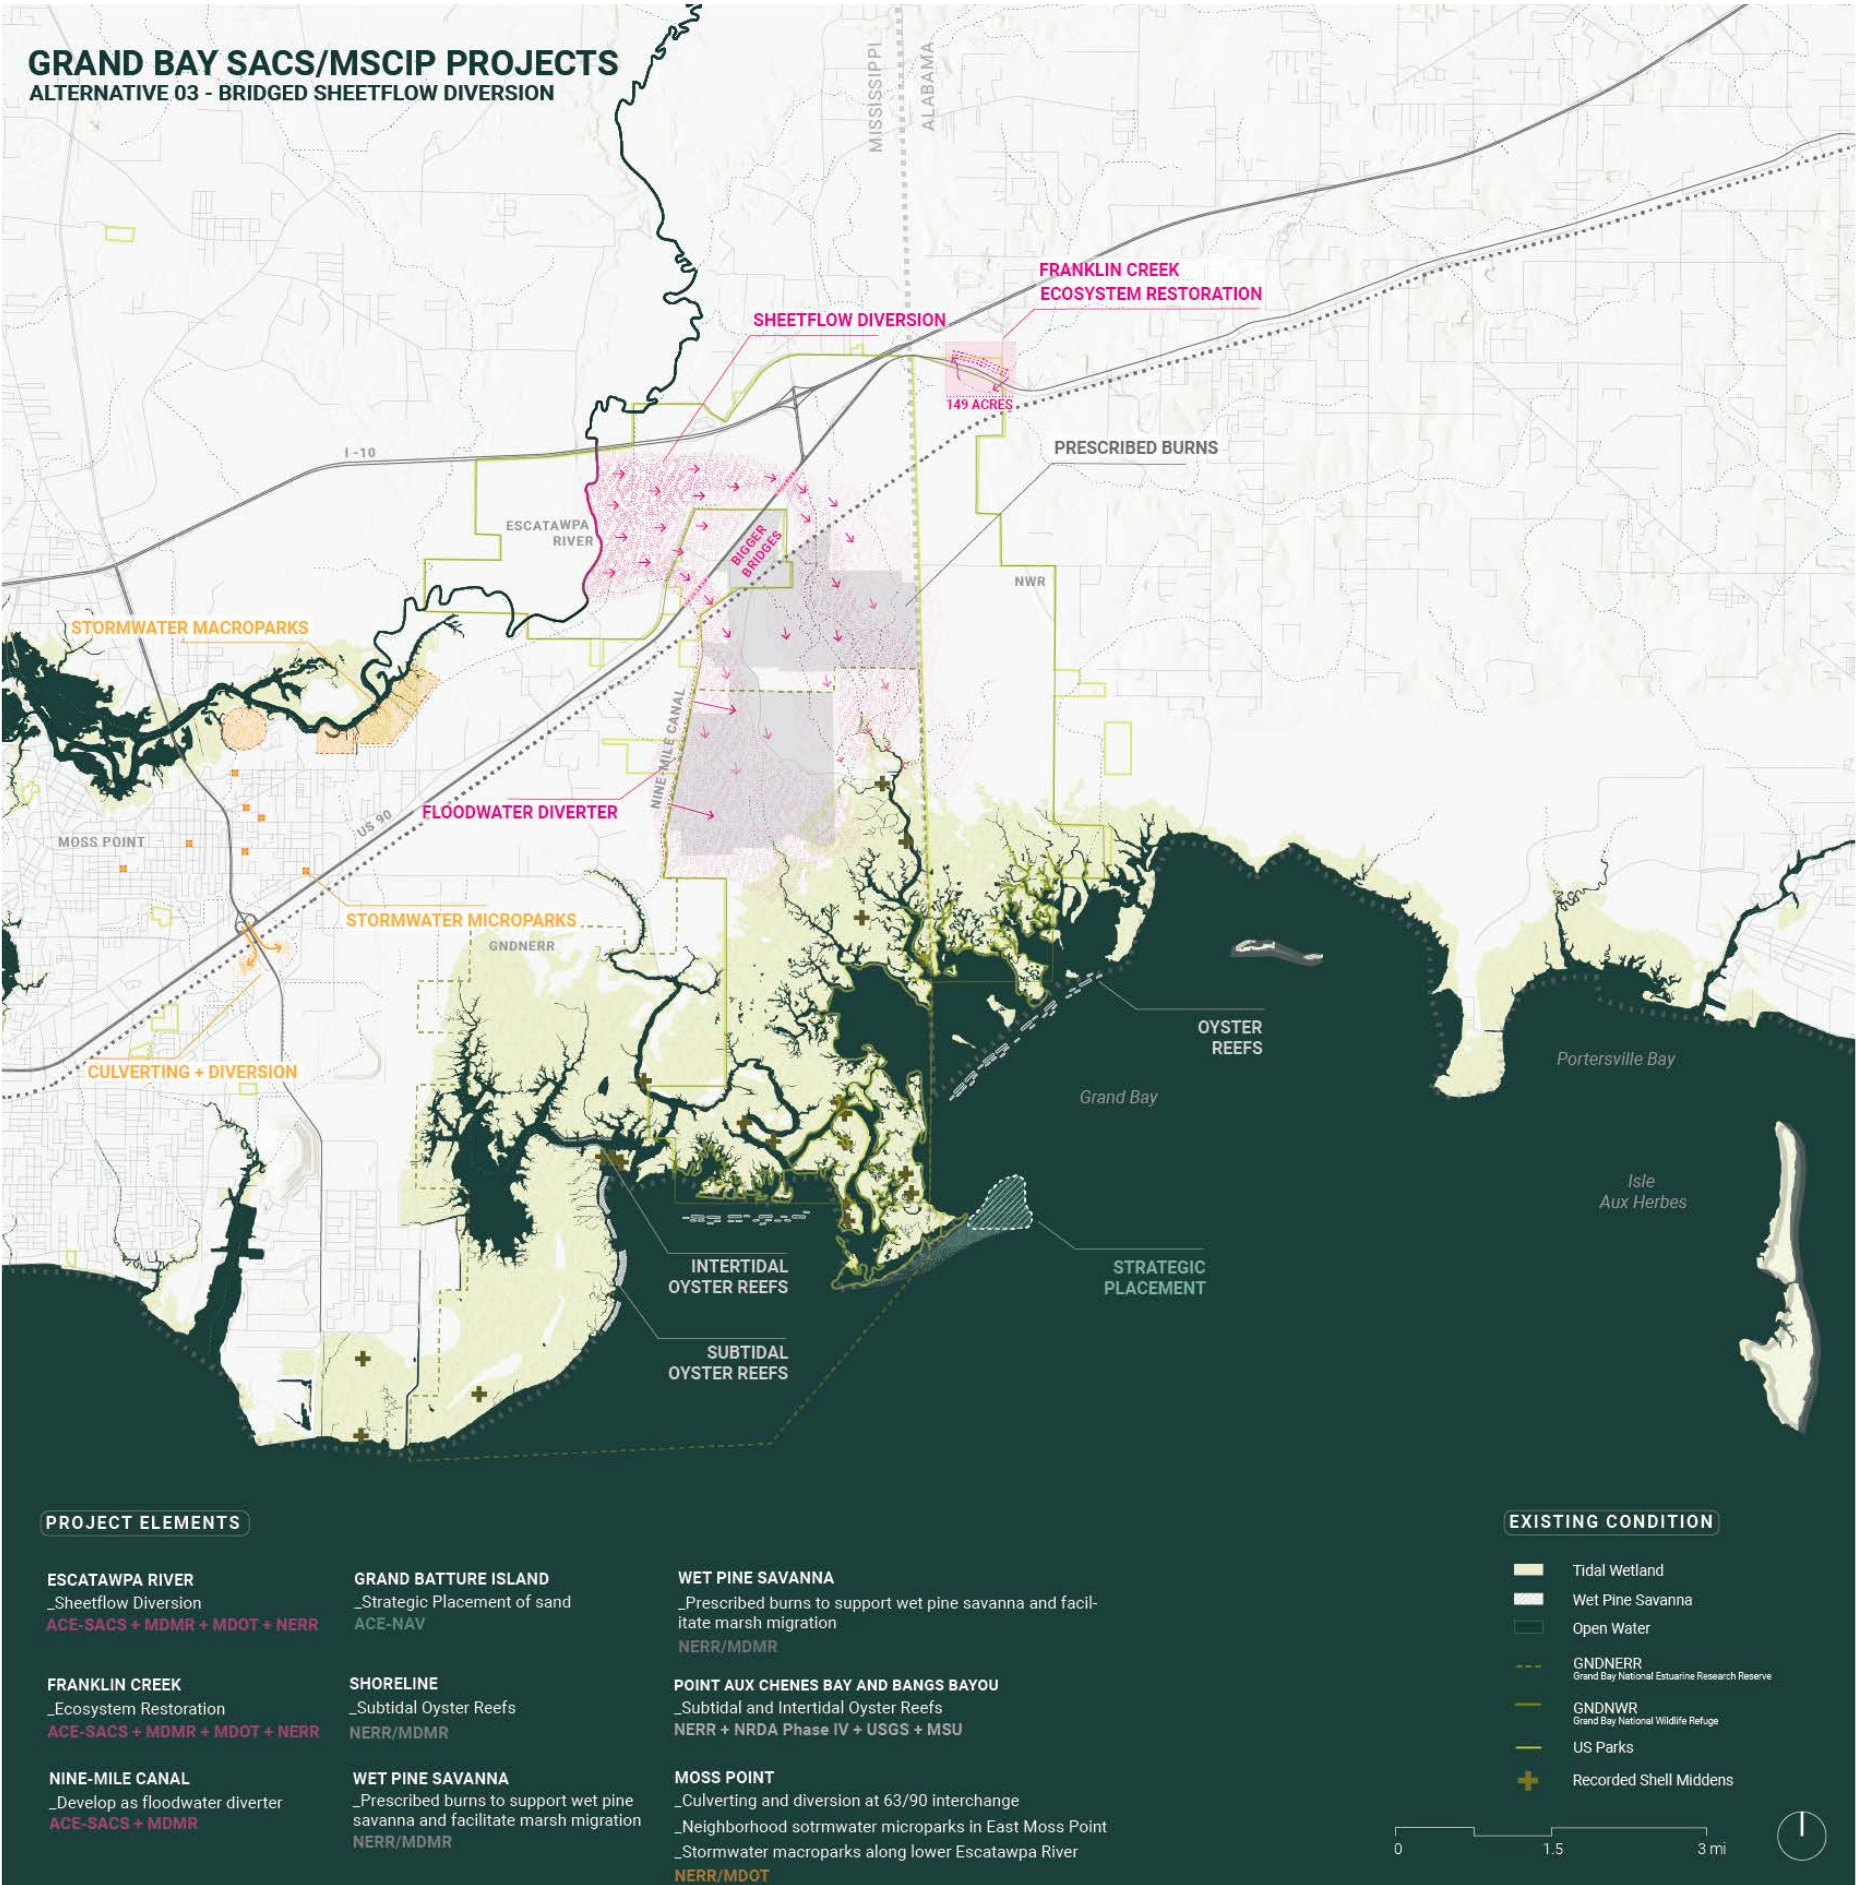 GRAND BAY SACS/MSCIP PROJECTS
ALTERNATIVE 03 - BRIDGED SHEETFLOW DIVERSION
MISSISSIPPI
ALABAMA
FRANKLIN CREEK
ECOSYSTEM RESTORATION
SHEETFLOW DIVERSION
149 ACRES
PRESCRIBED BURNS
I -10
ESCATAWPA
RIVER
BIGGER
BRIDGES
NWR
STORMWATER MACROPARKS
NINE-MILE CANAL
FLOODWATER DIVERTER
US 90
MOSS POINT
STORMWATER MICROPARKS
GNDNERR
OYSTER
REEFS
Portersville Bay
CULVERTING + DIVERSION
Grand Bay
Isle
Aux Herbes
INTERTIDAL
OYSTER REEFS
STRATEGIC
PLACEMENT
SUBTIDAL
OYSTER REEFS
PROJECT ELEMENTS
ESCATAWPA RIVER
_Sheetflow Diversion
ACE-SACS + MDMR + MDOT + NERR
FRANKLIN CREEK
_Ecosystem Restoration
ACE-SACS + MDMR + MDOT + NERR
NINE-MILE CANAL
_Develop as floodwater diverter
ACE-SACS + MDMR
GRAND BATTURE ISLAND
_Strategic Placement of sand
ACE-NAV
SHORELINE
_Subtidal Oyster Reefs
NERR/MDMR
WET PINE SAVANNA
_Prescribed burns to support wet pine
savanna and facilitate marsh migration
NERR/MDMR
WET PINE SAVANNA
_Prescribed burns to support wet pine savanna and facil-
itate marsh migration
NERR/MDMR
POINT AUX CHENES BAY AND BANGS BAYOU
_Subtidal and Intertidal Oyster Reefs
NERR + NRDA Phase IV + USGS + MSU
MOSS POINT
_Culverting and diversion at 63/90 interchange
_Neighborhood sotrmwater microparks in East Moss Point
_Stormwater macroparks along lower Escatawpa River
NERR/MDOT
EXISTING CONDITION
Tidal Wetland
Wet Pine Savanna
Open Water
GNDNERR
Grand Bay National Estuarine Research Reserve
GNDNWR
Grand Bay National Wildlife Refuge
US Parks
Recorded Shell Middens
0 1.5 3 mi